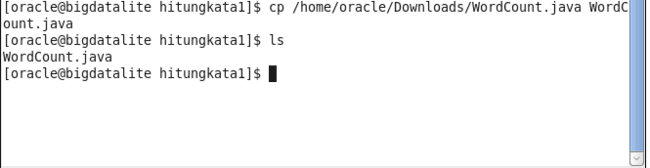 [oracle@bigdatalite hitungkata1]$ cp /home/oracle/Downloads/WordCount.java WordC
ount.java
[oracle@bigdatalite hitungkata1]$ ls
WordCount.java
[oracle@bigdatalite hitungkata1]$